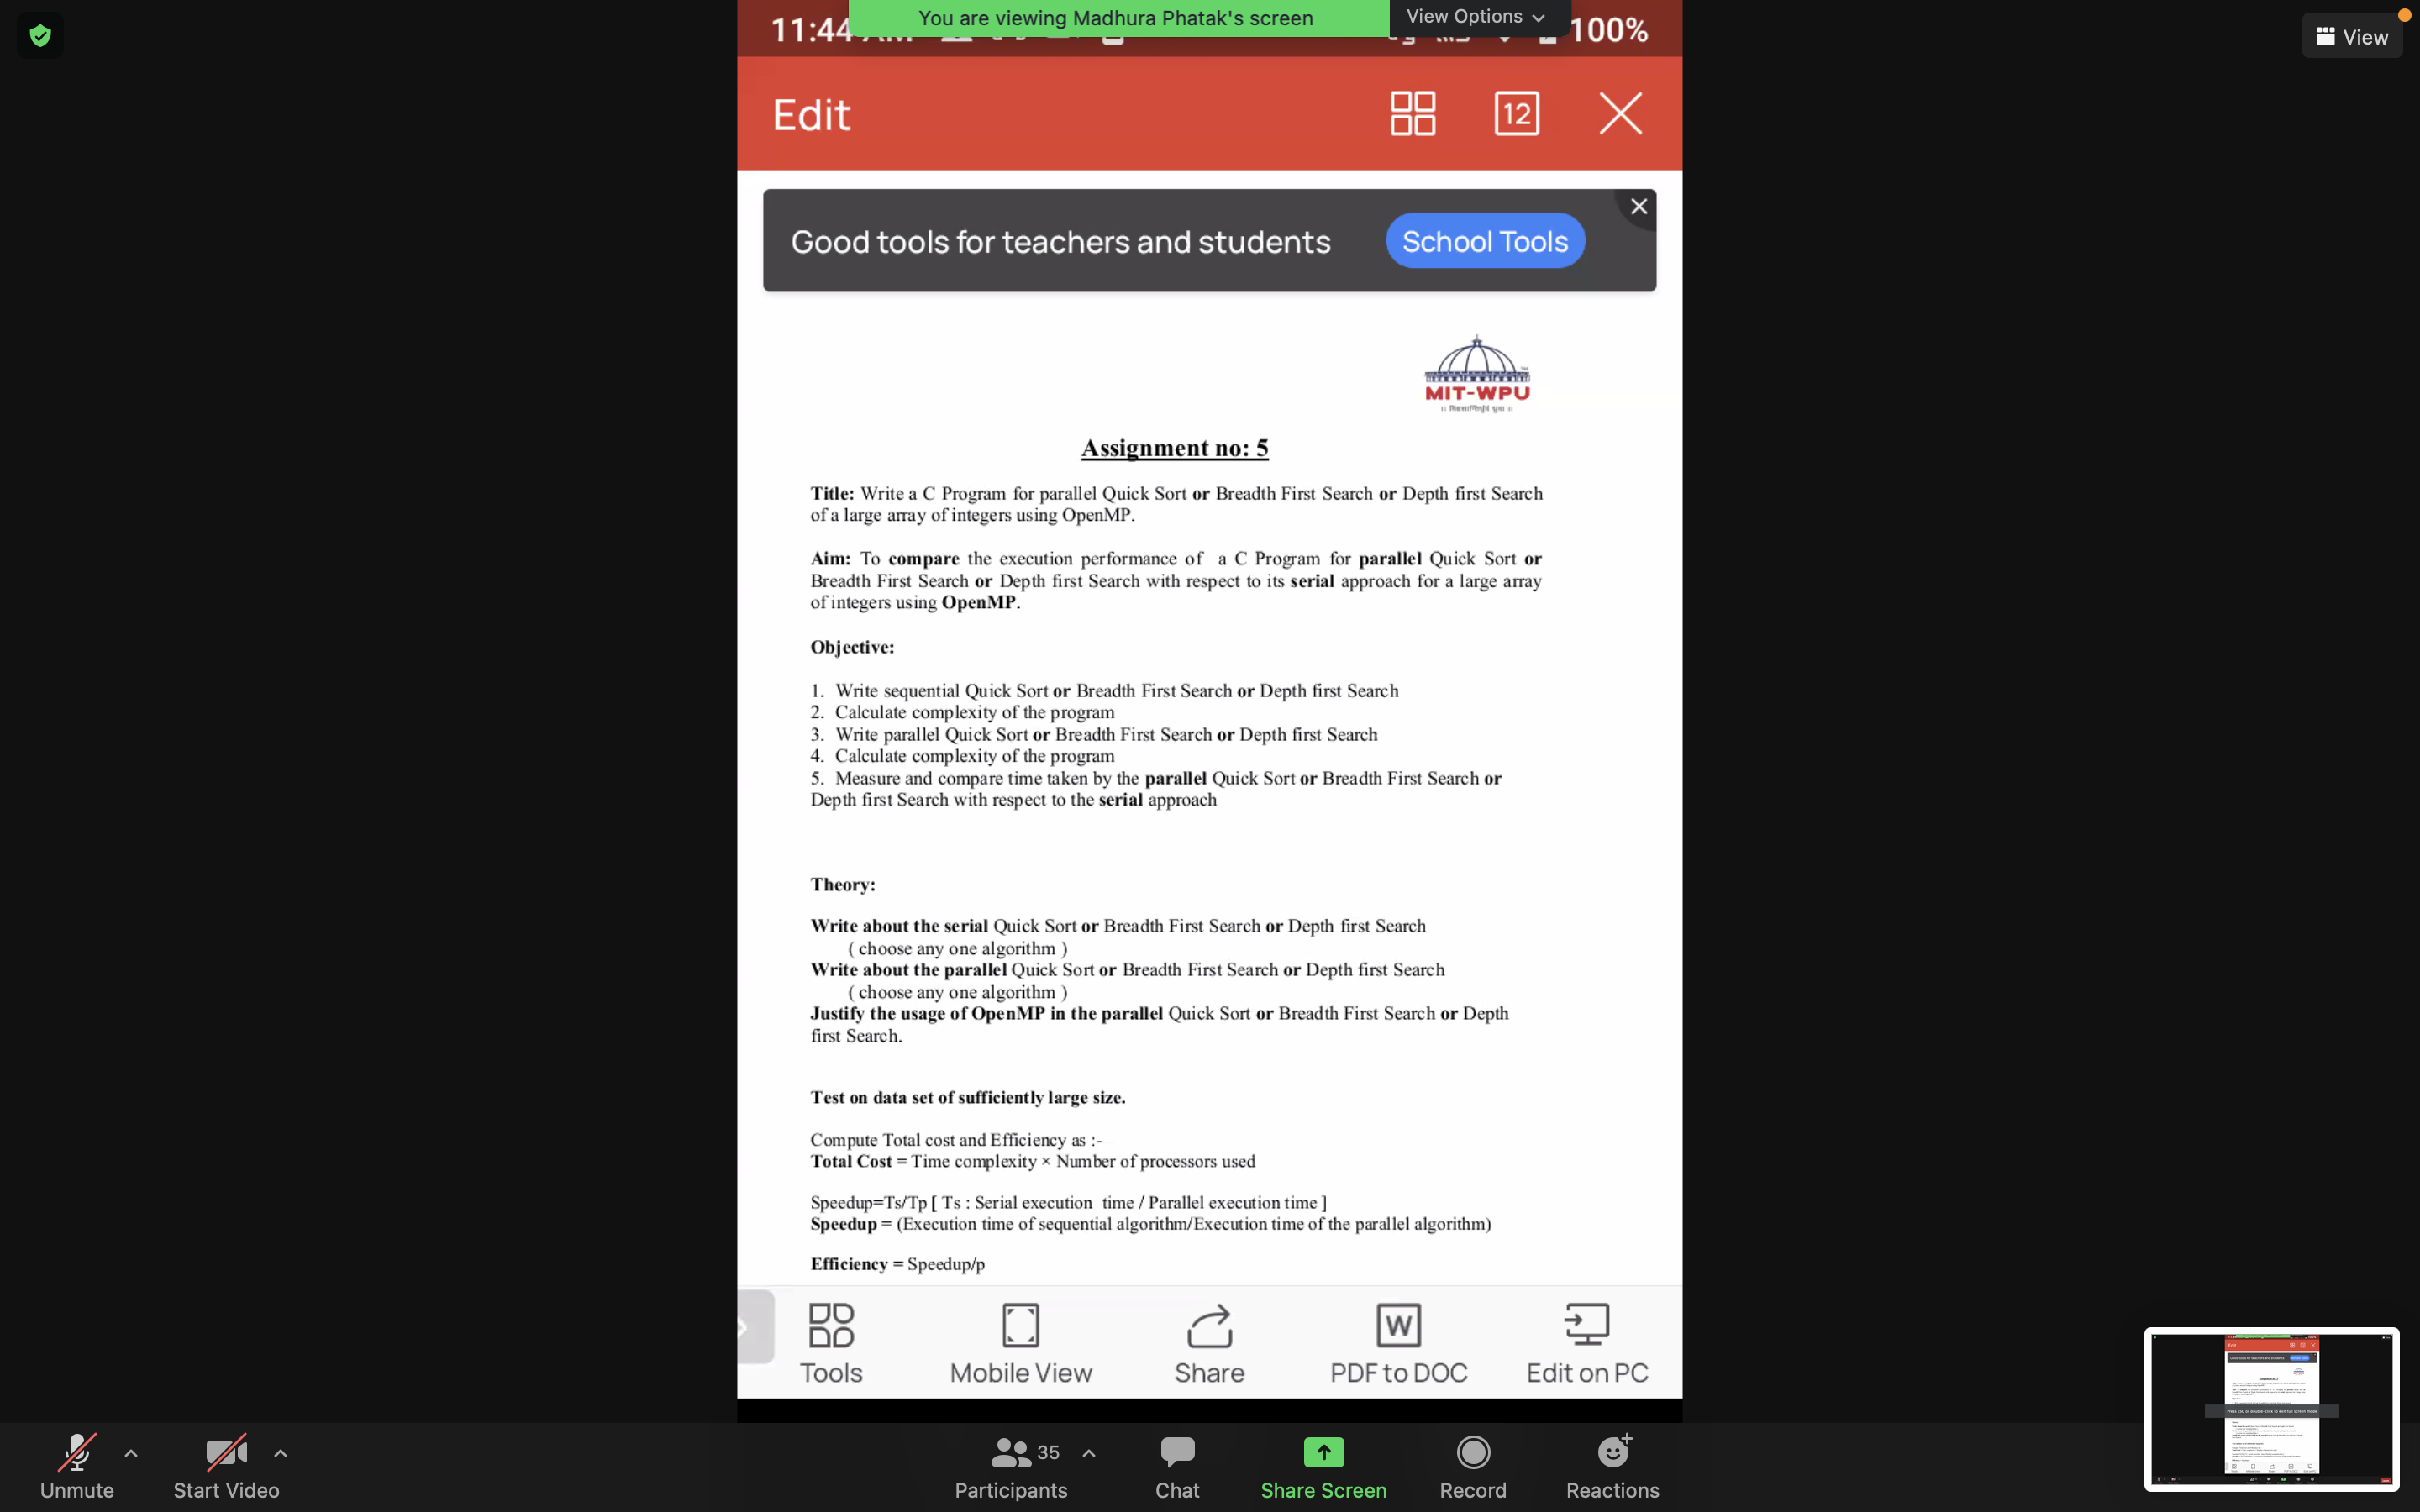 You are viewing Madhura Phatak's screen
View Options
View
11:44
100%
Edit
12
Good tools for teachers and students
School Tools
MIT-WPU
Assignment no: 5
Title: Write a C Program for parallel Quick Sort or Breadth First Search or Depth first Search
of a large array of integers using OpenMP.
Aim: To compare the execution performance of a C Program for parallel Quick Sort or
Breadth First Search or Depth first Search with respect to its serial approach for a large array
of integers using OpenMP.
Objective:
1. Write sequential Quick Sort or Breadth First Search or Depth first Search
2. Calculate complexity of the program
3. Write parallel Quick Sort or Breadth First Search or Depth first Search
4. Calculate complexity of the program
5. Measure and compare time taken by the parallel Quick Sort or Breadth First Search or
Depth first Search with respect to the serial approach
Theory:
Write about the serial Quick Sort or Breadth First Search or Depth first Search
( choose any one algorithm )
Write about the parallel Quick Sort or Breadth First Search or Depth first Search
( choose any one algorithm )
Justify the usage of OpenMP in the parallel Quick Sort or Breadth First Search or Depth
first Search.
Test on data set of sufficiently large size.
Compute Total cost and Efficiency as :-
Total Cost = Time complexity × Number of processors used
Speedup=Ts/Tp [ Ts : Serial execution time / Parallel execution time ]
Speedup = (Execution time of sequential algorithm/Execution time of the parallel algorithm)
Efficiency = Speedup/p
W
Tools
Mobile View
Share
PDF to DOC
Edit on PC
35
Unmute
Start Video
Participants
Chat
Share Screen
Record
Reactions